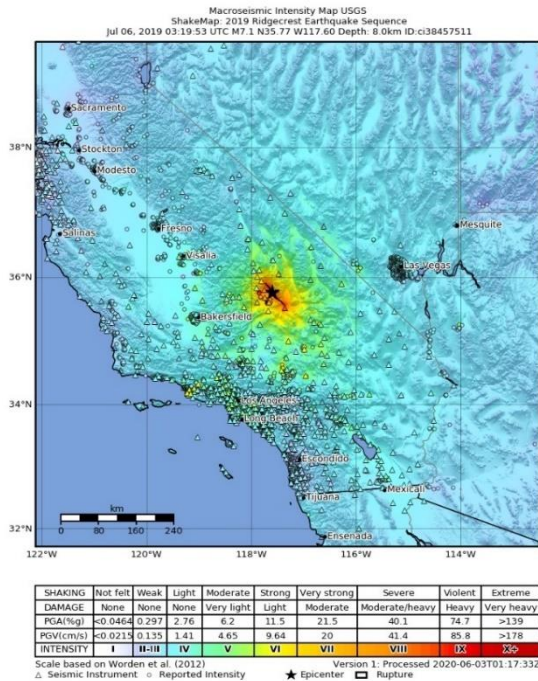 Macroseismic Intensity Map USGS
ShakeMap: 2019 Ridgecrest Earthquake Sequence
Jul 06, 2019 03:19:53 UTC M7.1 N35.77 W117.60 Depth: 8.0km ID:ci38457511
Sacramento
38°N
Stockton
Modesto
Mesquite
Salinas
Fresno
Visalia
Las Vegas
36°N
Bakersfield
34°N
Los Angeles
Long Beach
Escondido
Mexicali
Tijuana
km
0 80 160 240
32°N
Ensenada
122°W 120°W 118°W 116°W 114°W
SHAKING Not felt Weak Light Moderate Strong Very strong Severe Violent Extreme
DAMAGE None None None Very light Light Moderate Moderate/heavy Heavy Very heavy
PGA(%g) <0.0464 0.297 2.76 6.2 11.5 21.5 40.1 74.7 >139
PGV(cm/s) <0.0215 0.135 1.41 4.65 9.64 20 41.4 85.8 >178
INTENSITY I II-III IV V VI VII VIII IX X+
Scale based on Worden et al. (2012) Version 1: Processed 2020-06-03T01:17:33Z
△ Seismic Instrument ○ Reported Intensity ★ Epicenter □ Rupture